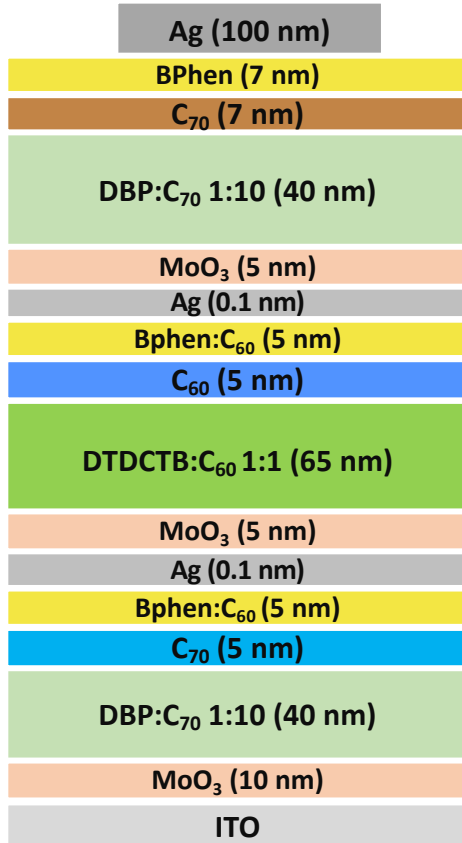 Ag (100 nm)
BPhen (7 nm)
C₇₀ (7 nm)
DBP:C₇₀ 1:10 (40 nm)
MoO₃ (5 nm)
Ag (0.1 nm)
Bphen:C₆₀ (5 nm)
C₆₀ (5 nm)
DTDCTB:C₆₀ 1:1 (65 nm)
MoO₃ (5 nm)
Ag (0.1 nm)
Bphen:C₆₀ (5 nm)
C₇₀ (5 nm)
DBP:C₇₀ 1:10 (40 nm)
MoO₃ (10 nm)
ITO